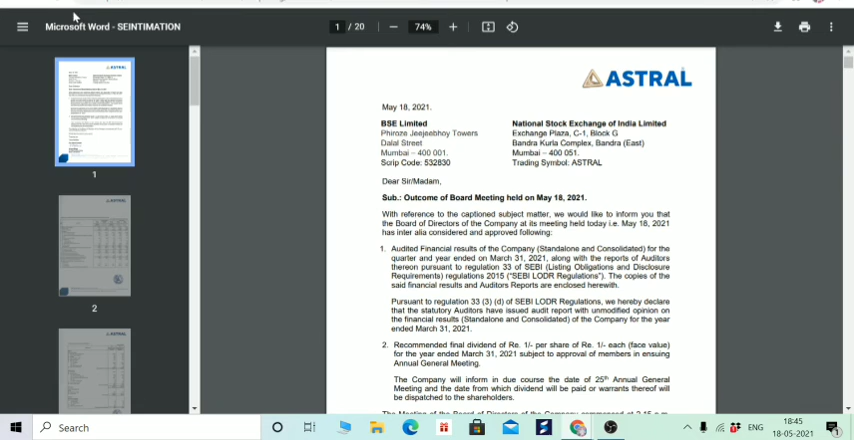 Microsoft Word - SEINTIMATION
1 / 20
74%
ASTRAL
May 18, 2021.
BSE Limited
Phiroze Jeejeebhoy Towers
Dalal Street
Mumbai – 400 001.
Scrip Code: 532830
National Stock Exchange of India Limited
Exchange Plaza, C-1, Block G
Bandra Kurla Complex, Bandra (East)
Mumbai – 400 051.
Trading Symbol: ASTRAL
Dear Sir/Madam,
Sub.: Outcome of Board Meeting held on May 18, 2021.
With reference to the captioned subject matter, we would like to inform you that
the Board of Directors of the Company at its meeting held today i.e. May 18, 2021
has inter alia considered and approved following:
1. Audited Financial results of the Company (Standalone and Consolidated) for the
quarter and year ended on March 31, 2021, along with the reports of Auditors
thereon pursuant to regulation 33 of SEBI (Listing Obligations and Disclosure
Requirements) regulations 2015 ("SEBI LODR Regulations"). The copies of the
said financial results and Auditors Reports are enclosed herewith.
Pursuant to regulation 33 (3) (d) of SEBI LODR Regulations, we hereby declare
that the statutory Auditors have issued audit report with unmodified opinion on
the financial results (Standalone and Consolidated) of the Company for the year
ended March 31, 2021.
2. Recommended final dividend of Re. 1/- per share of Re. 1/- each (face value)
for the year ended March 31, 2021 subject to approval of members in ensuing
Annual General Meeting.
The Company will inform in due course the date of 25th Annual General
Meeting and the date from which dividend will be paid or warrants thereof will
be dispatched to the shareholders.
1
2
Search
ENG
18:45
18-05-2021
1